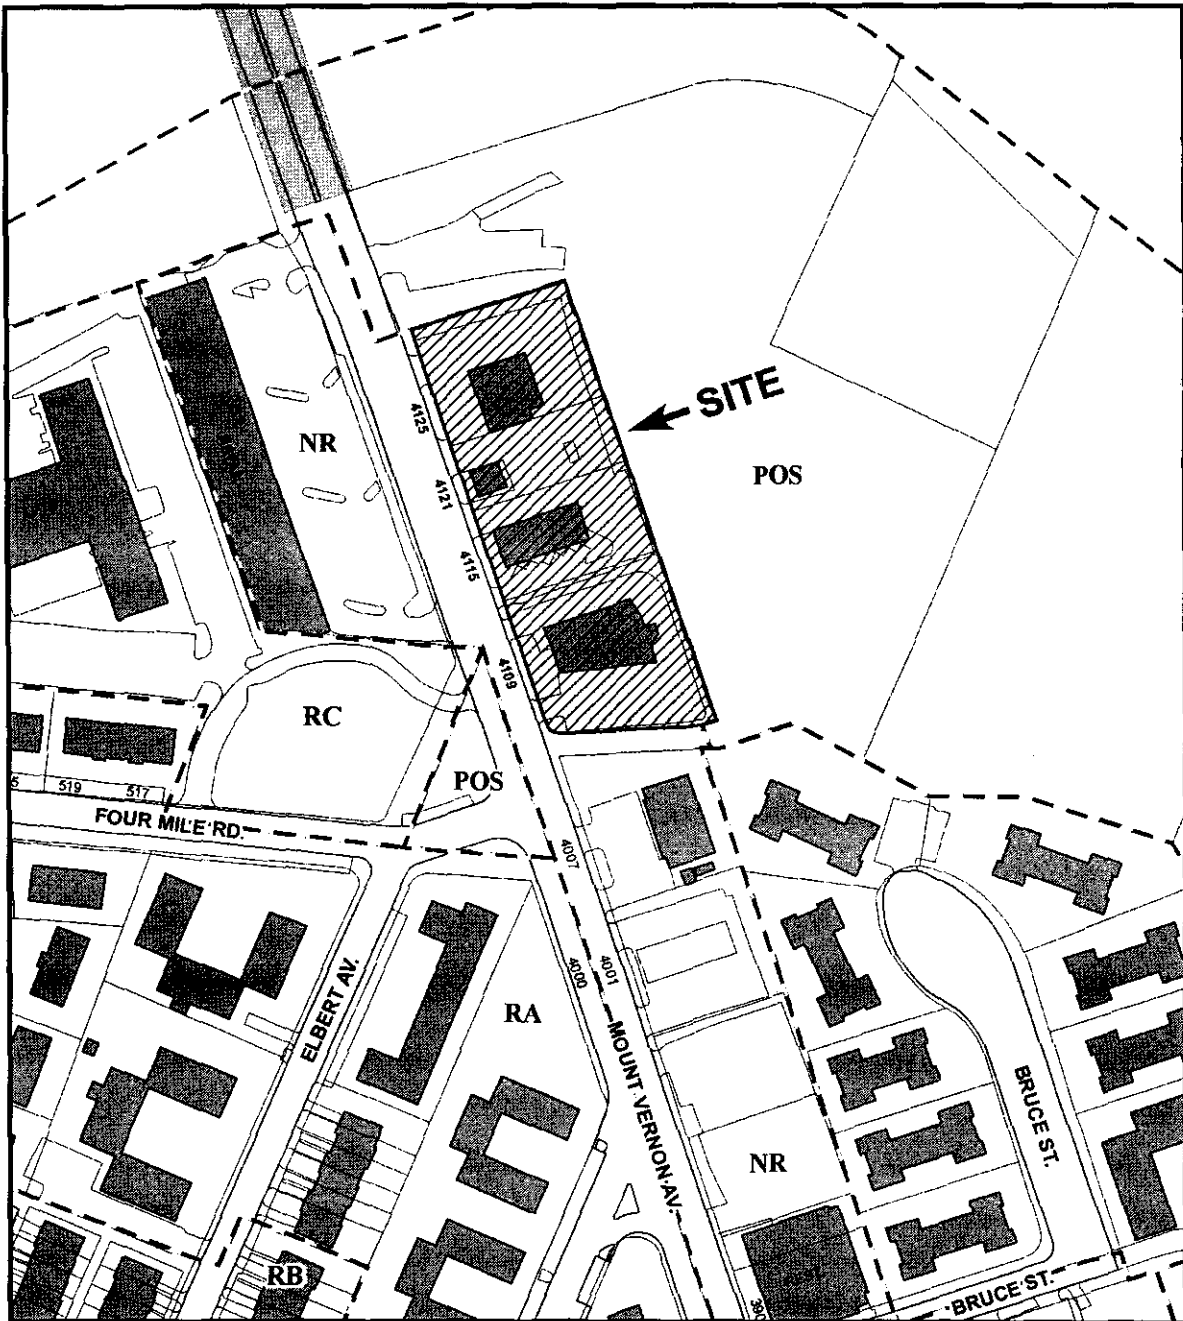 SITE
4125
NR
POS
4121
4115
4109
RC
POS
519
517
FOUR MILE RD.
4007
4001
4000
ELBERT AV.
RA
MOUNT VERNON AV.
BRUCE ST.
NR
RB
BRUCE ST.